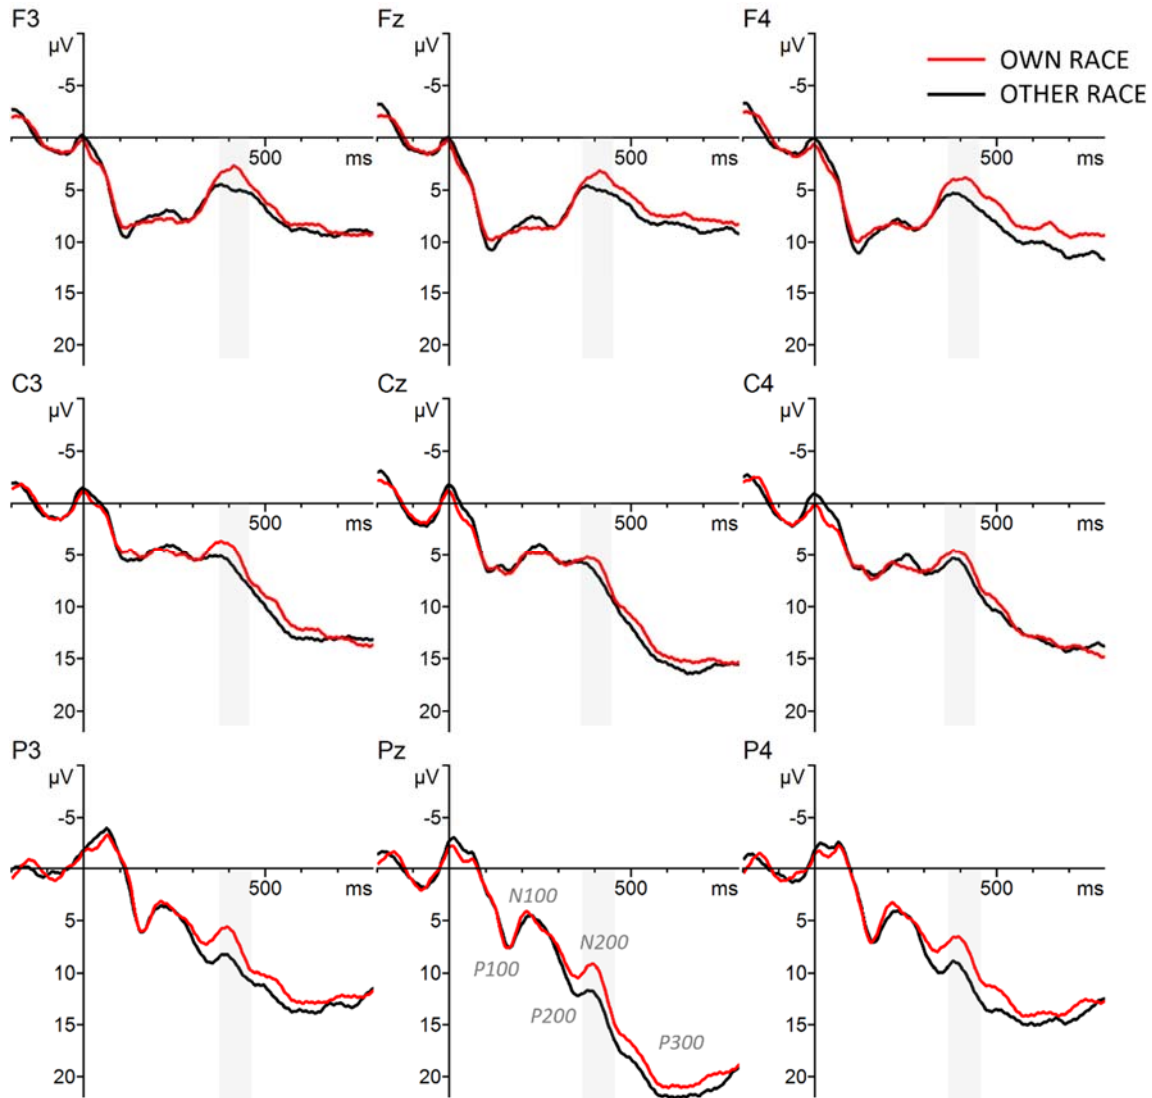 F3 Fz F4
µV µV µV
OWN RACE
-5 -5 -5
OTHER RACE
500 ms 500 ms 500 ms
5 5 5
10 10 10
15 15 15
20 20 20
C3 Cz C4
µV µV µV
-5 -5 -5
500 ms 500 ms 500 ms
5 5 5
10 10 10
15 15 15
20 20 20
P3 Pz P4
µV µV µV
-5 -5 -5
500 ms 500 ms 500 ms
N100
5 5 5
N200
10 P100 10 10
P200
15 15 15
P300
20 20 20